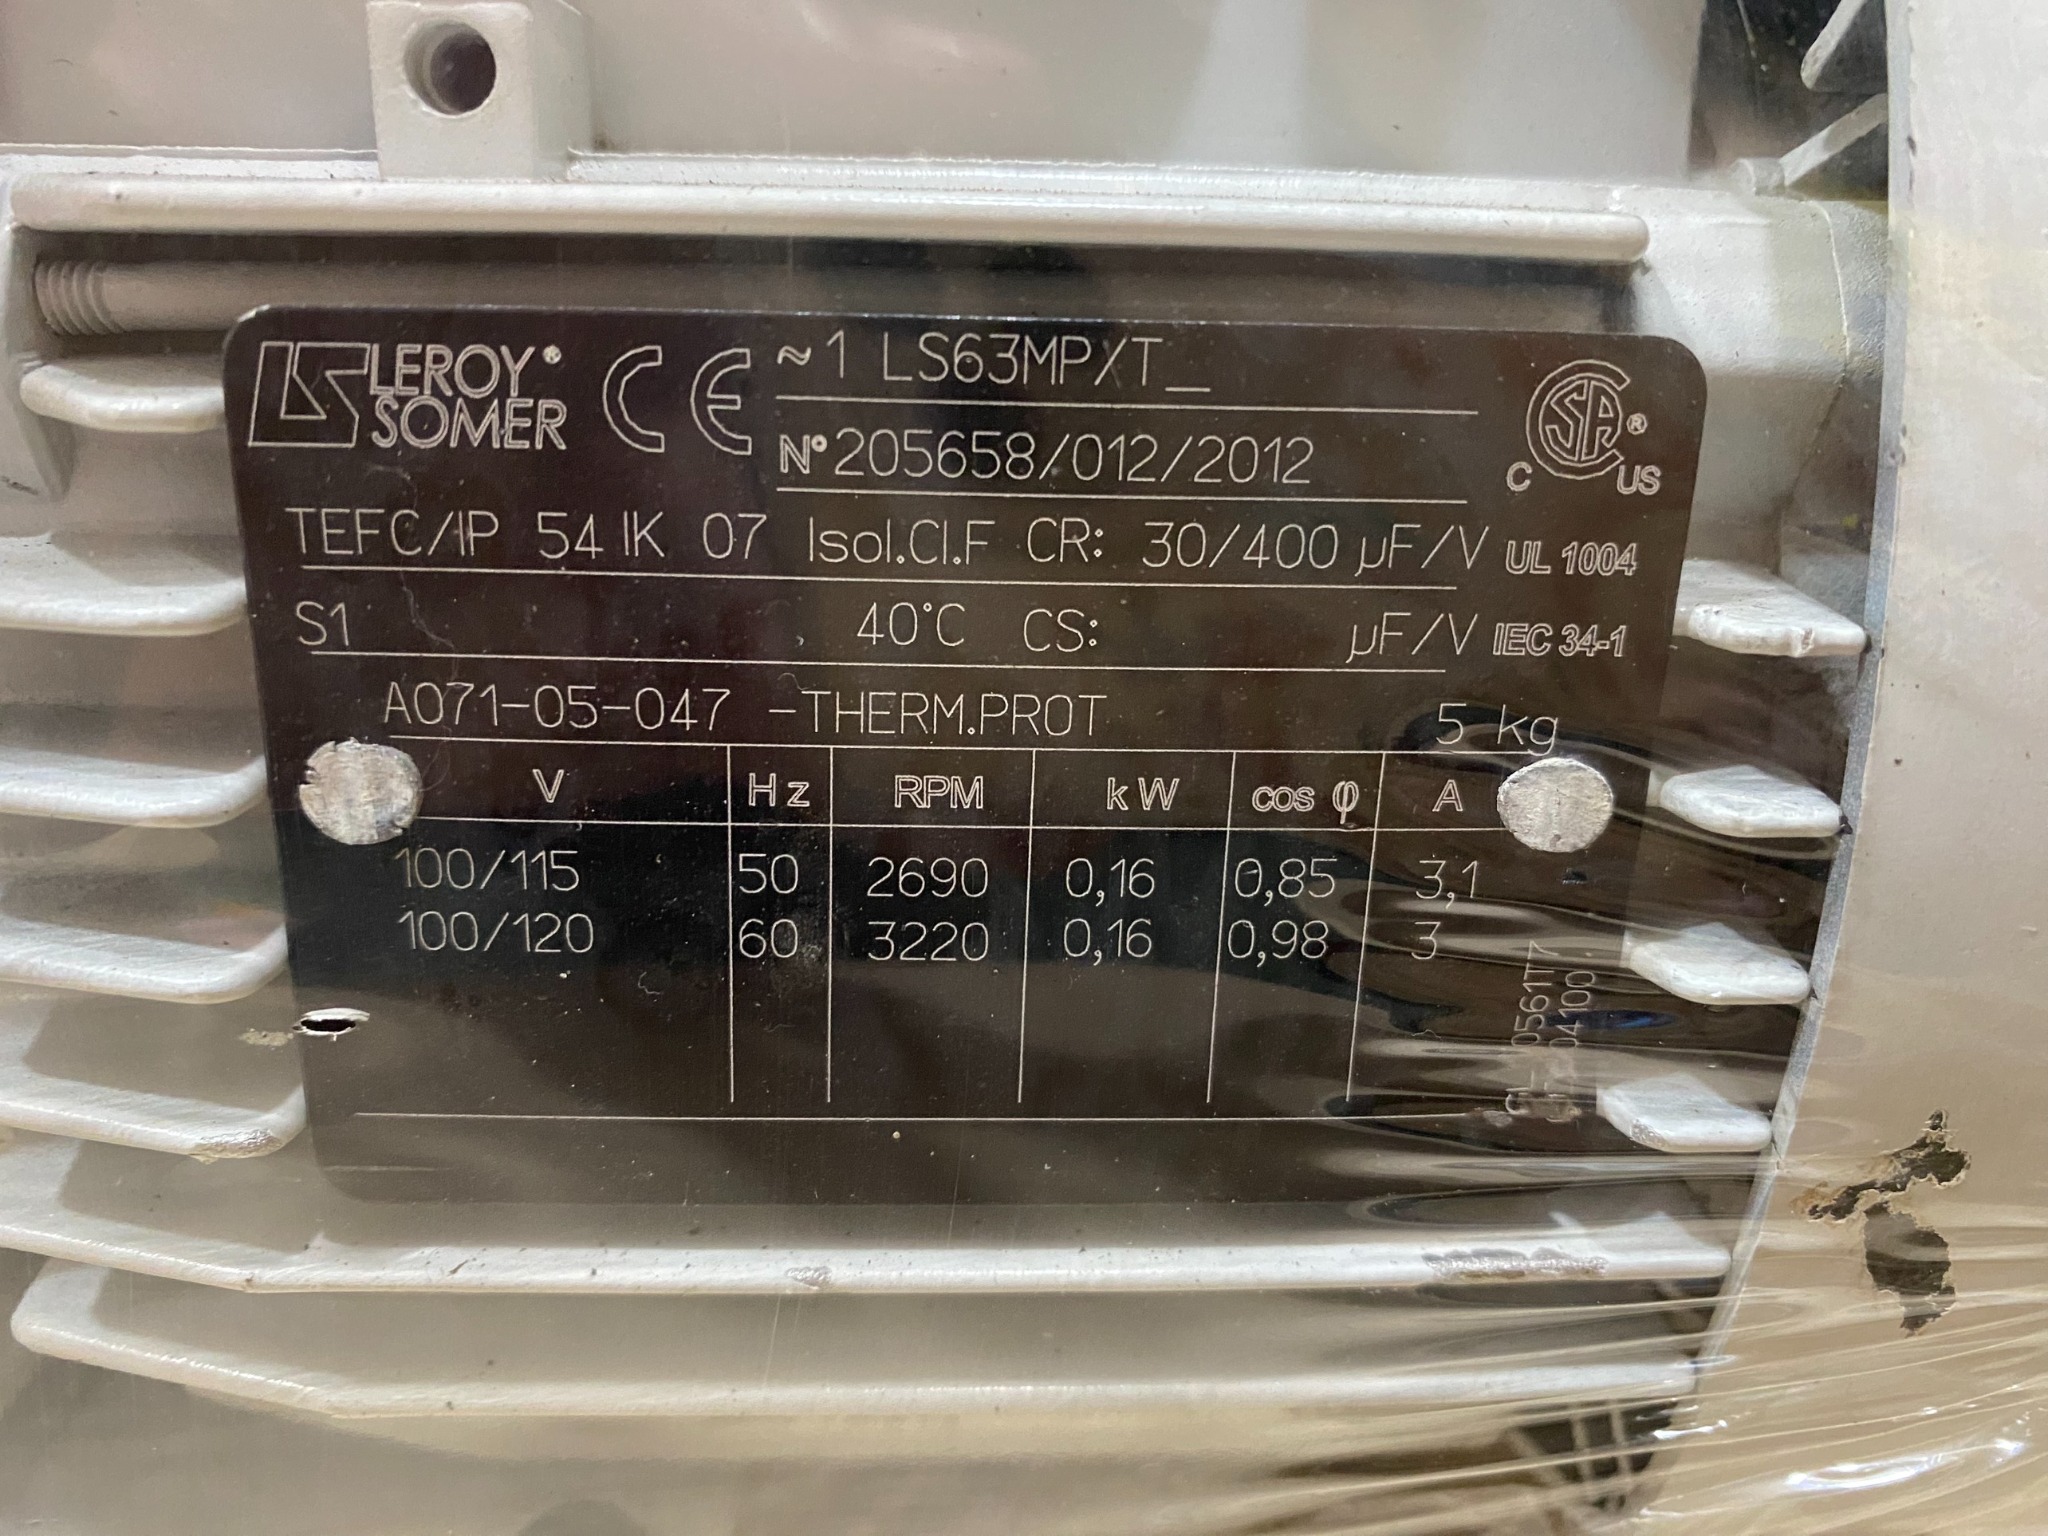 LEROY®
SOMER
CE
~1 LS63MP/T_
N° 205658/012/2012
CSA®
C US
TEFC/IP 54 IK 07 Isol.Cl.F CR: 30/400 µF/V UL 1004
S1 40°C CS: µF/V IEC 34-1
A071-05-047 -THERM.PROT 5 kg
V Hz RPM kW cos φ A
100/115 50 2690 0,16 0,85 3,1
100/120 60 3220 0,16 0,98 3